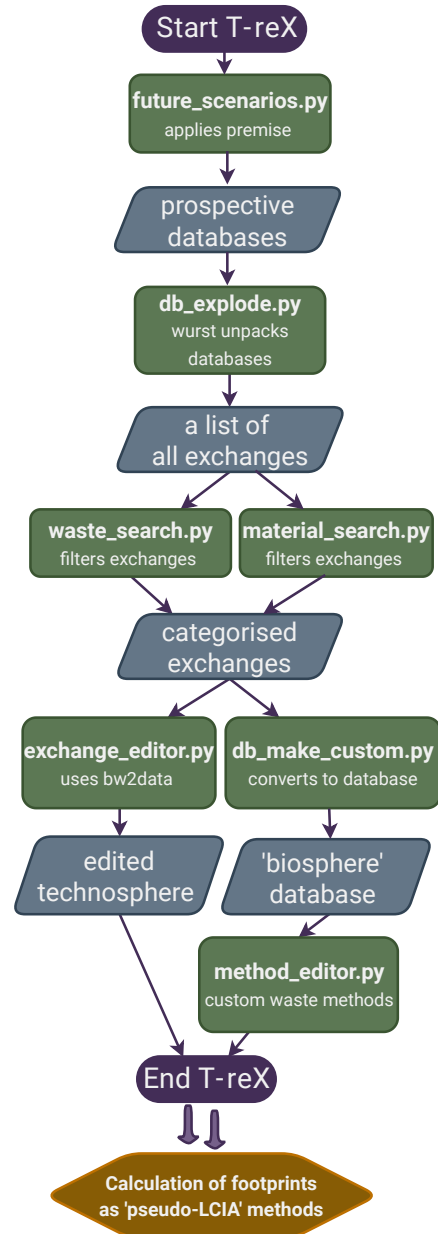 Start T-reX
future_scenarios.py
applies premise
prospective
databases
db_explode.py
wurst unpacks
databases
a list of
all exchanges
waste_search.py
filters exchanges
material_search.py
filters exchanges
categorised
exchanges
exchange_editor.py
uses bw2data
db_make_custom.py
converts to database
edited
technosphere
'biosphere'
database
method_editor.py
custom waste methods
End T-reX
Calculation of footprints
as 'pseudo-LCIA' methods